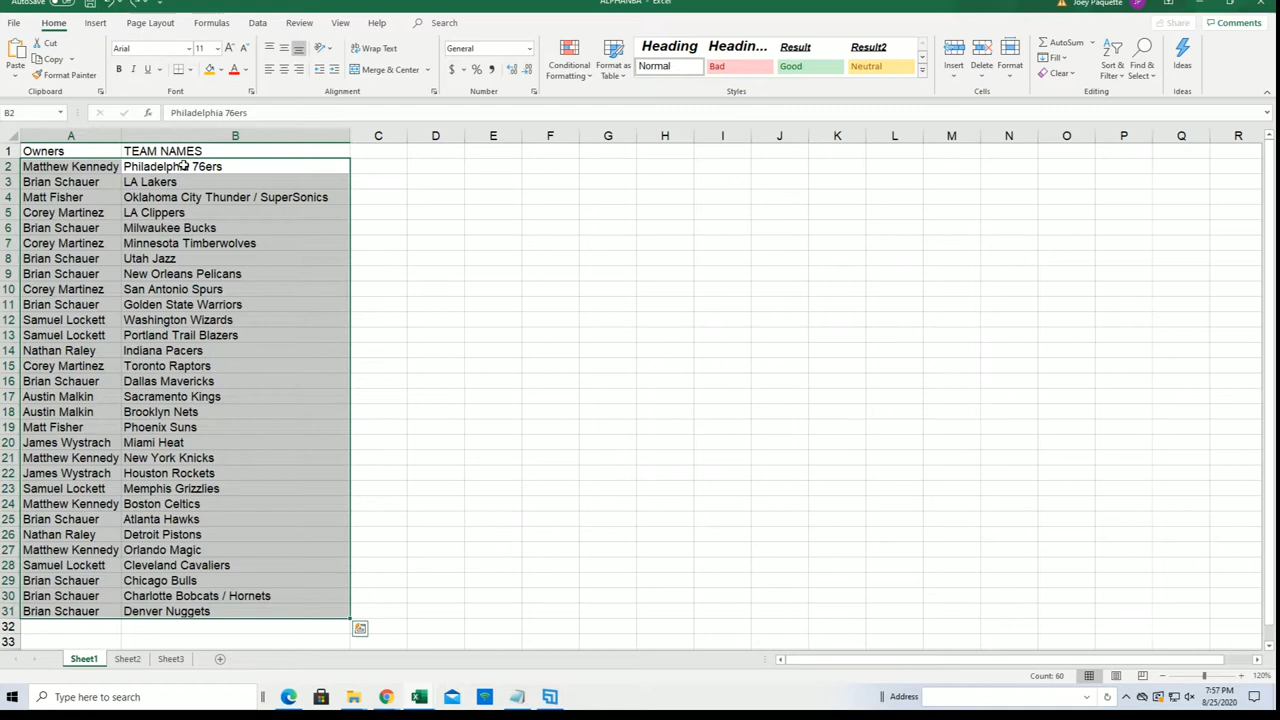 AutoSave Off ALPHANBA - Excel Joey Paquette JP
File Home Insert Page Layout Formulas Data Review View Help Search Share Comments
Paste Cut Copy Format Painter Clipboard
Arial 11 A A B I U A Font
Wrap Text Merge & Center Alignment
General $ % , Number
Conditional Formatting Format as Table
Heading Headin... Result Result2
Normal Bad Good Neutral
Styles
Insert Delete Format Cells
AutoSum Fill Clear Sort & Filter Find & Select Editing
Ideas Ideas
B2 fx Philadelphia 76ers
A B C D E F G H I J K L M N O P Q R
1 Owners TEAM NAMES
2 Matthew Kennedy Philadelphia 76ers
3 Brian Schauer LA Lakers
4 Matt Fisher Oklahoma City Thunder / SuperSonics
5 Corey Martinez LA Clippers
6 Brian Schauer Milwaukee Bucks
7 Corey Martinez Minnesota Timberwolves
8 Brian Schauer Utah Jazz
9 Brian Schauer New Orleans Pelicans
10 Corey Martinez San Antonio Spurs
11 Brian Schauer Golden State Warriors
12 Samuel Lockett Washington Wizards
13 Samuel Lockett Portland Trail Blazers
14 Nathan Raley Indiana Pacers
15 Corey Martinez Toronto Raptors
16 Brian Schauer Dallas Mavericks
17 Austin Malkin Sacramento Kings
18 Austin Malkin Brooklyn Nets
19 Matt Fisher Phoenix Suns
20 James Wystrach Miami Heat
21 Matthew Kennedy New York Knicks
22 James Wystrach Houston Rockets
23 Samuel Lockett Memphis Grizzlies
24 Matthew Kennedy Boston Celtics
25 Brian Schauer Atlanta Hawks
26 Nathan Raley Detroit Pistons
27 Matthew Kennedy Orlando Magic
28 Samuel Lockett Cleveland Cavaliers
29 Brian Schauer Chicago Bulls
30 Brian Schauer Charlotte Bobcats / Hornets
31 Brian Schauer Denver Nuggets
32
33
Sheet1 Sheet2 Sheet3
Count: 60 120%
Type here to search Address 7:57 PM
8/25/2020